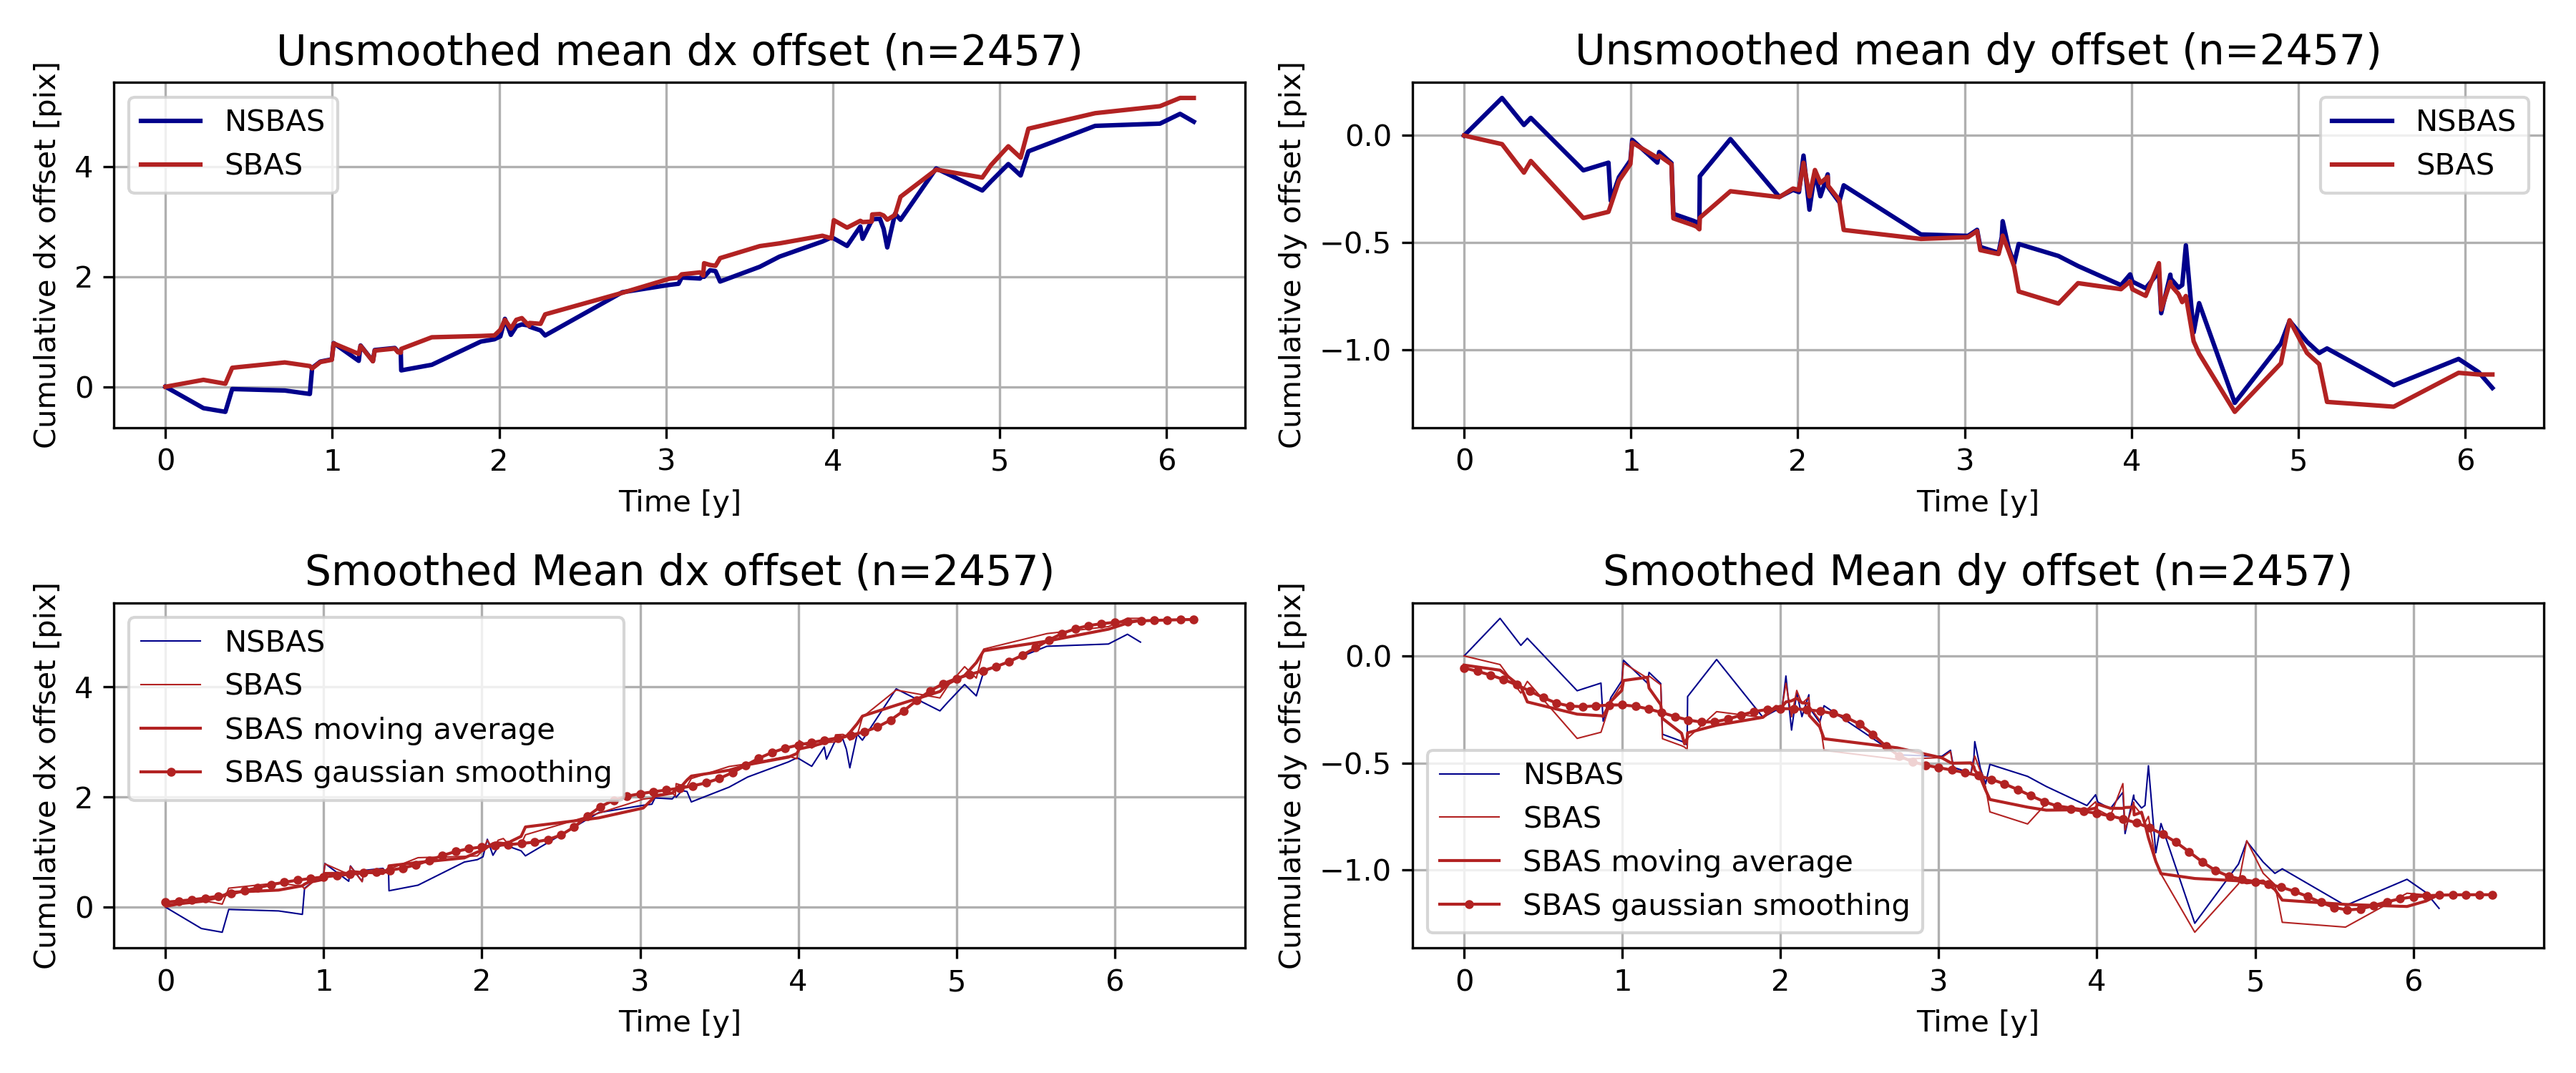 Unsmoothed mean dx offset (n=2457)
Cumulative dx offset [pix]
NSBAS
SBAS
4
2
0
0 1 2 3 4 5 6
Time [y]
Unsmoothed mean dy offset (n=2457)
Cumulative dy offset [pix]
NSBAS
SBAS
0.0
−0.5
−1.0
0 1 2 3 4 5 6
Time [y]
Smoothed Mean dx offset (n=2457)
Cumulative dx offset [pix]
NSBAS
SBAS
SBAS moving average
SBAS gaussian smoothing
4
2
0
0 1 2 3 4 5 6
Time [y]
Smoothed Mean dy offset (n=2457)
Cumulative dy offset [pix]
0.0
−0.5
−1.0
NSBAS
SBAS
SBAS moving average
SBAS gaussian smoothing
0 1 2 3 4 5 6
Time [y]